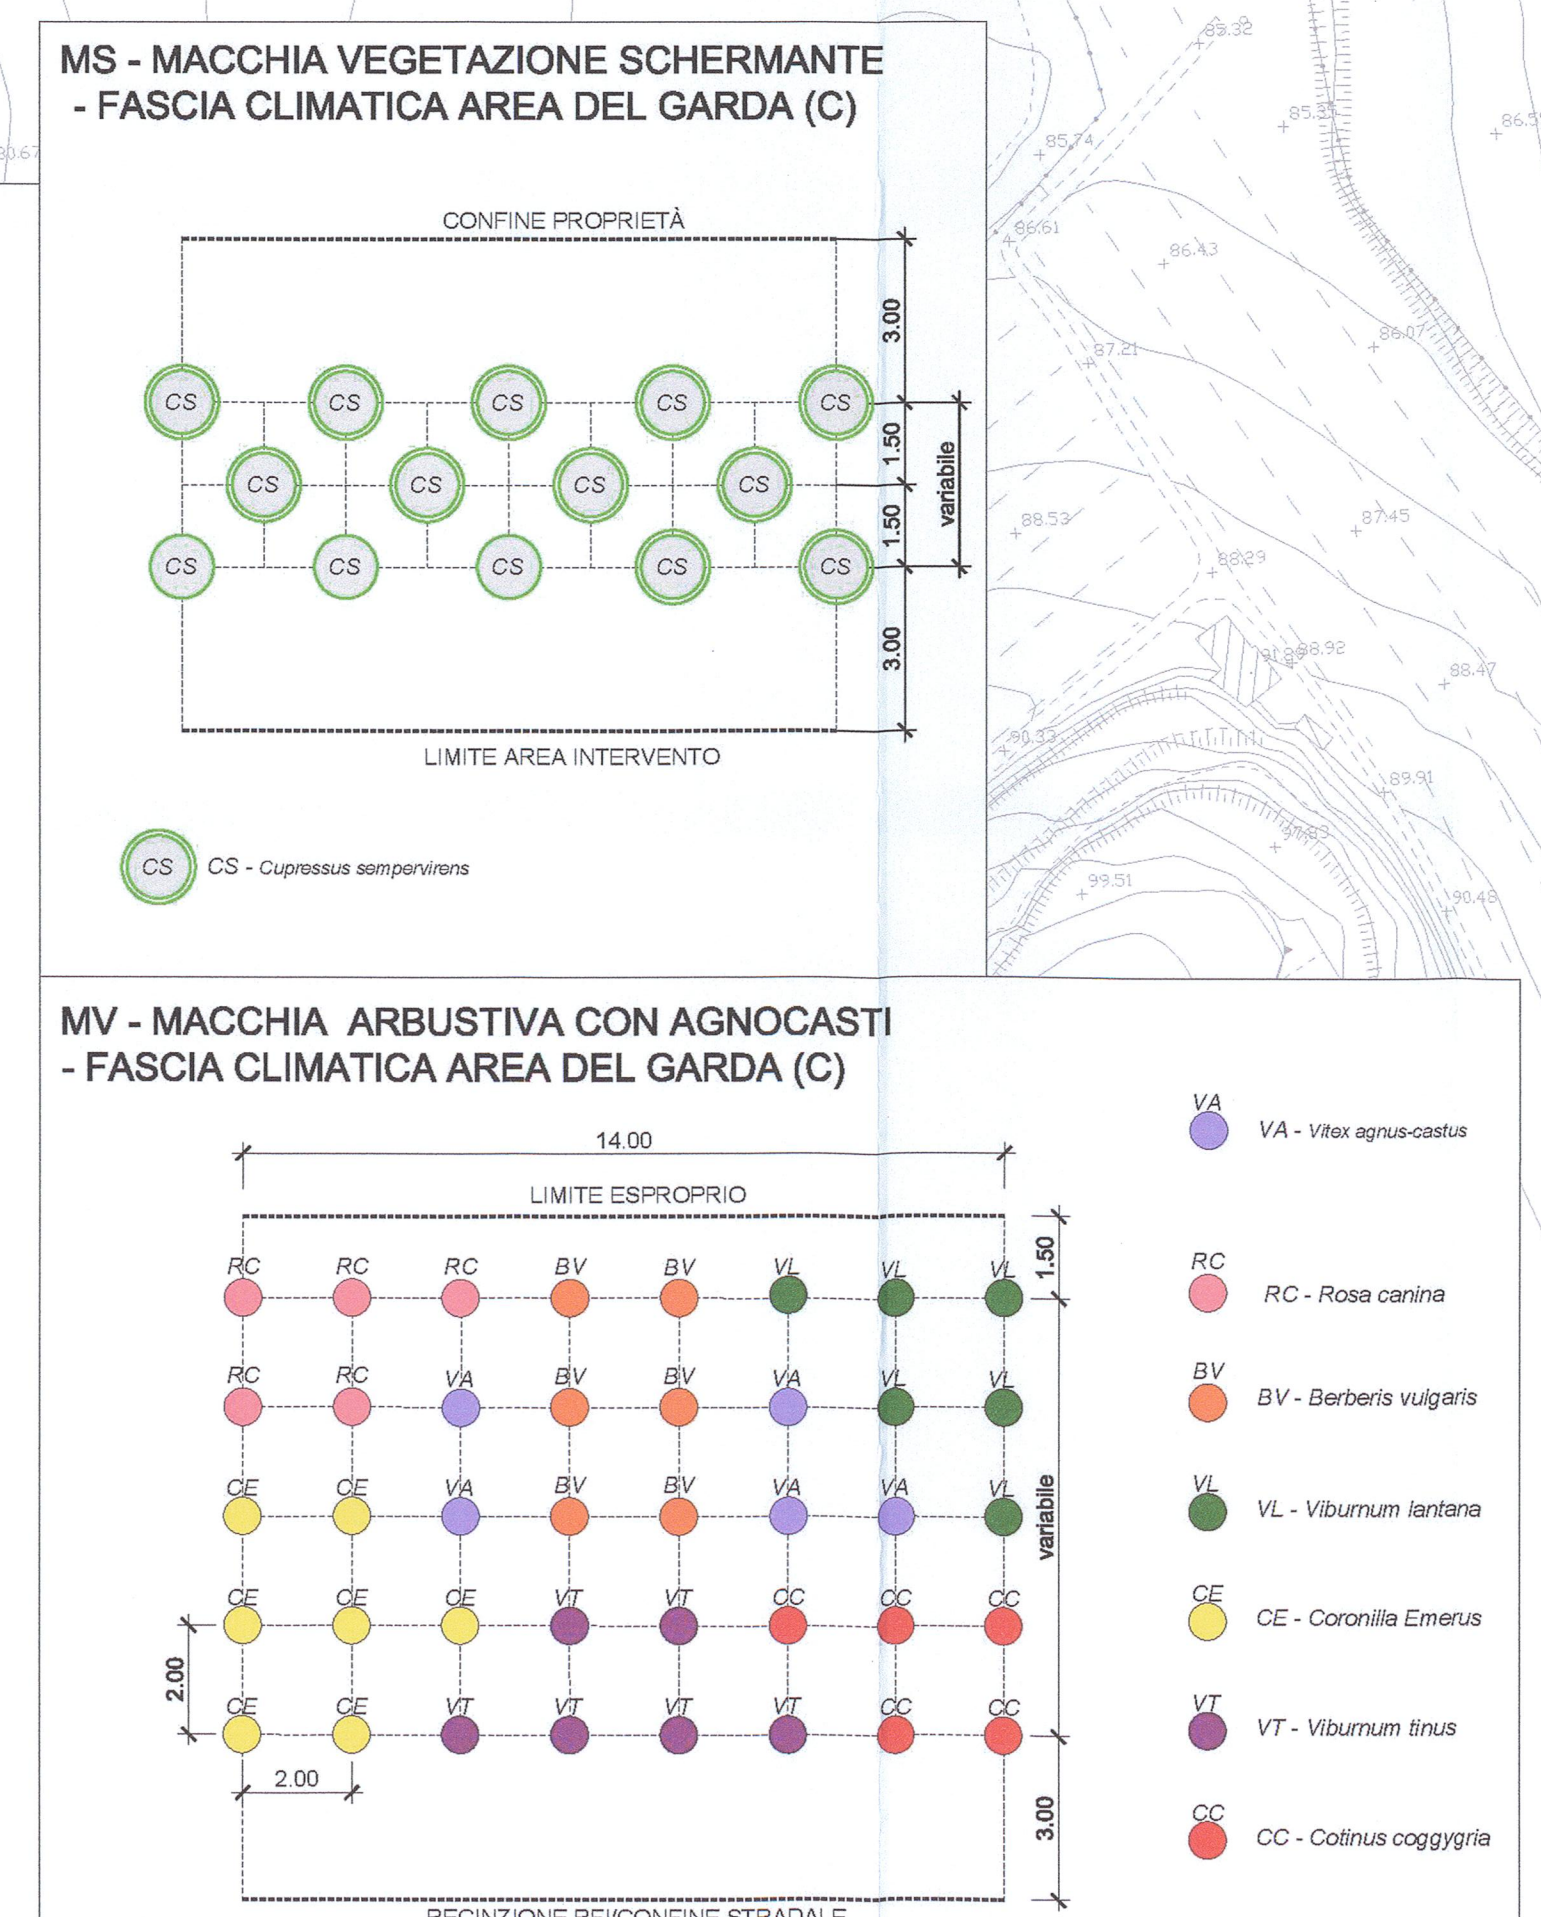 MS - MACCHIA VEGETAZIONE SCHERMANTE
- FASCIA CLIMATICA AREA DEL GARDA (C)
CONFINE PROPRIETÀ
3.00
CS CS CS CS CS
1.50
CS CS CS CS
variabile
1.50
CS CS CS CS CS
3.00
LIMITE AREA INTERVENTO
CS CS - Cupressus sempervirens
85.32
85.74
86.61
86.43
86.07
87.21
88.53
87.45
88.29
88.92
88.47
90.33
89.91
97.83
99.51
90.48
MV - MACCHIA ARBUSTIVA CON AGNOCASTI
- FASCIA CLIMATICA AREA DEL GARDA (C)
14.00
LIMITE ESPROPRIO
1.50
RC RC RC BV BV VL VL VL
RC RC VA BV BV VA VL VL
CE CE VA BV BV VA VA VL
variabile
CE CE CE VT VT CC CC CC
2.00
CE CE VT VT VT VT CC CC
2.00
3.00
RECINZIONE RFI/CONFINE STRADALE
VA
VA - Vitex agnus-castus
RC
RC - Rosa canina
BV
BV - Berberis vulgaris
VL
VL - Viburnum lantana
CE
CE - Coronilla Emerus
VT
VT - Viburnum tinus
CC
CC - Cotinus coggygria